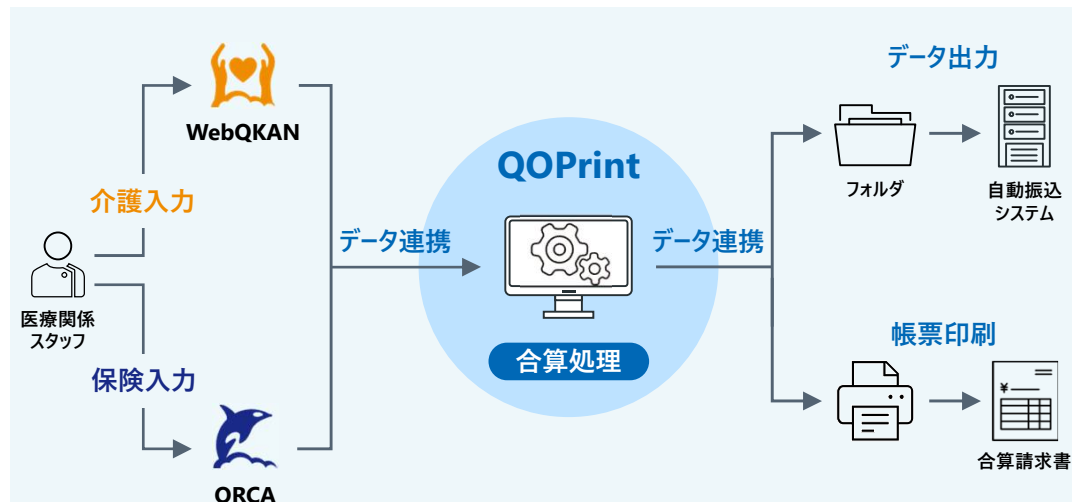 WebQKAN
介護入力
医療関係
スタッフ
保険入力
ORCA
データ連携
QOPrint
合算処理
データ連携
データ出力
フォルダ
自動振込
システム
帳票印刷
¥
合算請求書